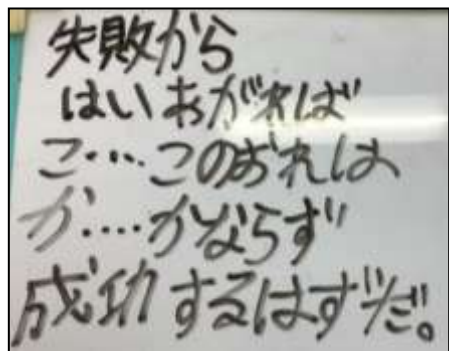 失敗から
はいおがれば
こ‥‥このおれは
か‥‥かならず
成功するはずだ。